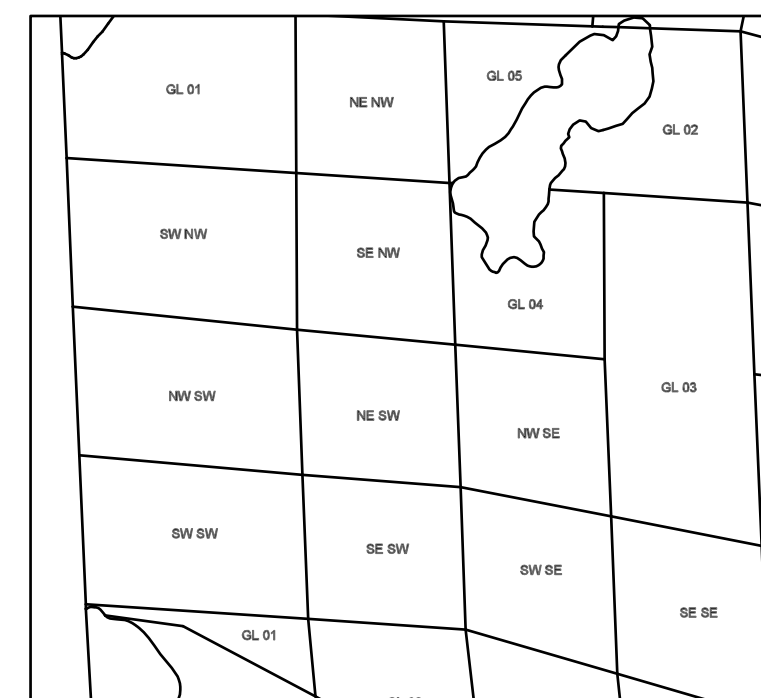 GL 01
NE NW
GL 05
GL 02
SW NW
SE NW
GL 04
NW SW
NE SW
NW SE
GL 03
SW SW
SE SW
SW SE
SE SE
GL 01